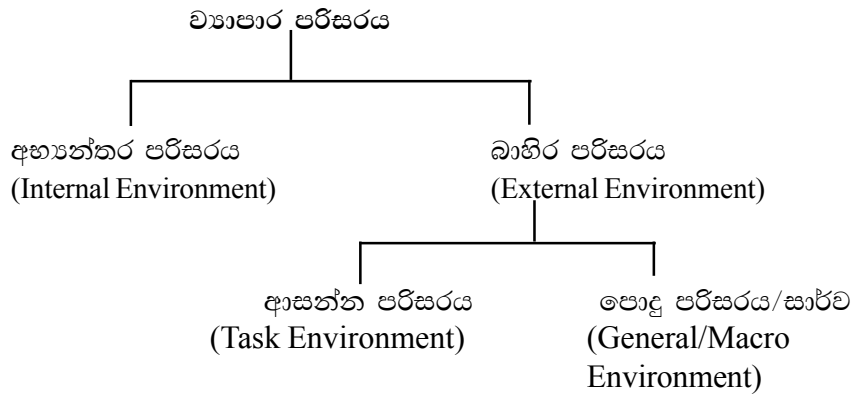 ව්‍යාපාර පරිසරය
අභ්‍යන්තර පරිසරය
(Internal Environment)
බාහිර පරිසරය
(External Environment)
ආසන්න පරිසරය
(Task Environment)
පොදු පරිසරය/සාර්ව
(General/Macro
Environment)